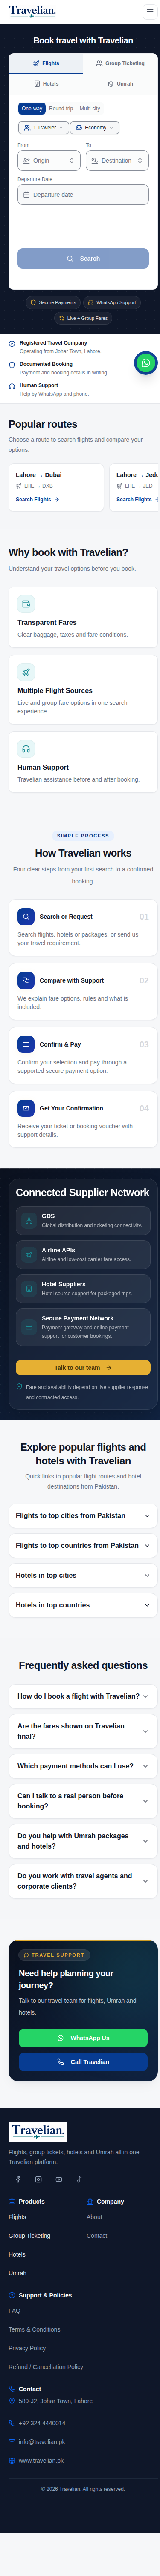 Travelian.
Book travel with Travelian
Flights
Group Ticketing
Hotels
Umrah
One-way
Round-trip
Multi-city
1 Traveler
Economy
From
To
Origin
Destination
Departure Date
Departure date
Search
Secure Payments
WhatsApp Support
Live + Group Fares
Registered Travel Company
Operating from Johar Town, Lahore.
Documented Booking
Payment and booking details in writing.
Human Support
Help by WhatsApp and phone.
Popular routes
Choose a route to search flights and compare your
options.
Lahore → Dubai
LHE → DXB
Search Flights →
Lahore → Jedd
LHE → JED
Search Flights
Why book with Travelian?
Understand your travel options before you book.
Transparent Fares
Clear baggage, taxes and fare conditions.
Multiple Flight Sources
Live and group fare options in one search
experience.
Human Support
Travelian assistance before and after booking.
SIMPLE PROCESS
How Travelian works
Four clear steps from your first search to a confirmed
booking.
Search or Request
01
Search flights, hotels or packages, or send us
your travel requirement.
Compare with Support
02
We explain fare options, rules and what is
included.
Confirm & Pay
03
Confirm your selection and pay through a
supported secure payment option.
Get Your Confirmation
04
Receive your ticket or booking voucher with
support details.
Connected Supplier Network
GDS
Global distribution and ticketing connectivity.
Airline APIs
Airline and low-cost carrier fare access.
Hotel Suppliers
Hotel source support for packaged trips.
Secure Payment Network
Payment gateway and online payment
support for customer bookings.
Talk to our team →
Fare and availability depend on live supplier response
and contracted access.
Explore popular flights and
hotels with Travelian
Quick links to popular flight routes and hotel
destinations from Pakistan.
Flights to top cities from Pakistan
Flights to top countries from Pakistan
Hotels in top cities
Hotels in top countries
Frequently asked questions
How do I book a flight with Travelian?
Are the fares shown on Travelian
final?
Which payment methods can I use?
Can I talk to a real person before
booking?
Do you help with Umrah packages
and hotels?
Do you work with travel agents and
corporate clients?
TRAVEL SUPPORT
Need help planning your
journey?
Talk to our travel team for flights, Umrah and
hotels.
WhatsApp Us
Call Travelian
Travelian.
Flights, group tickets, hotels and Umrah all in one
Travelian platform.
Products
Company
Flights
About
Group Ticketing
Contact
Hotels
Umrah
Support & Policies
FAQ
Terms & Conditions
Privacy Policy
Refund / Cancellation Policy
Contact
589-J2, Johar Town, Lahore
+92 324 4440014
info@travelian.pk
www.travelian.pk
© 2026 Travelian. All rights reserved.